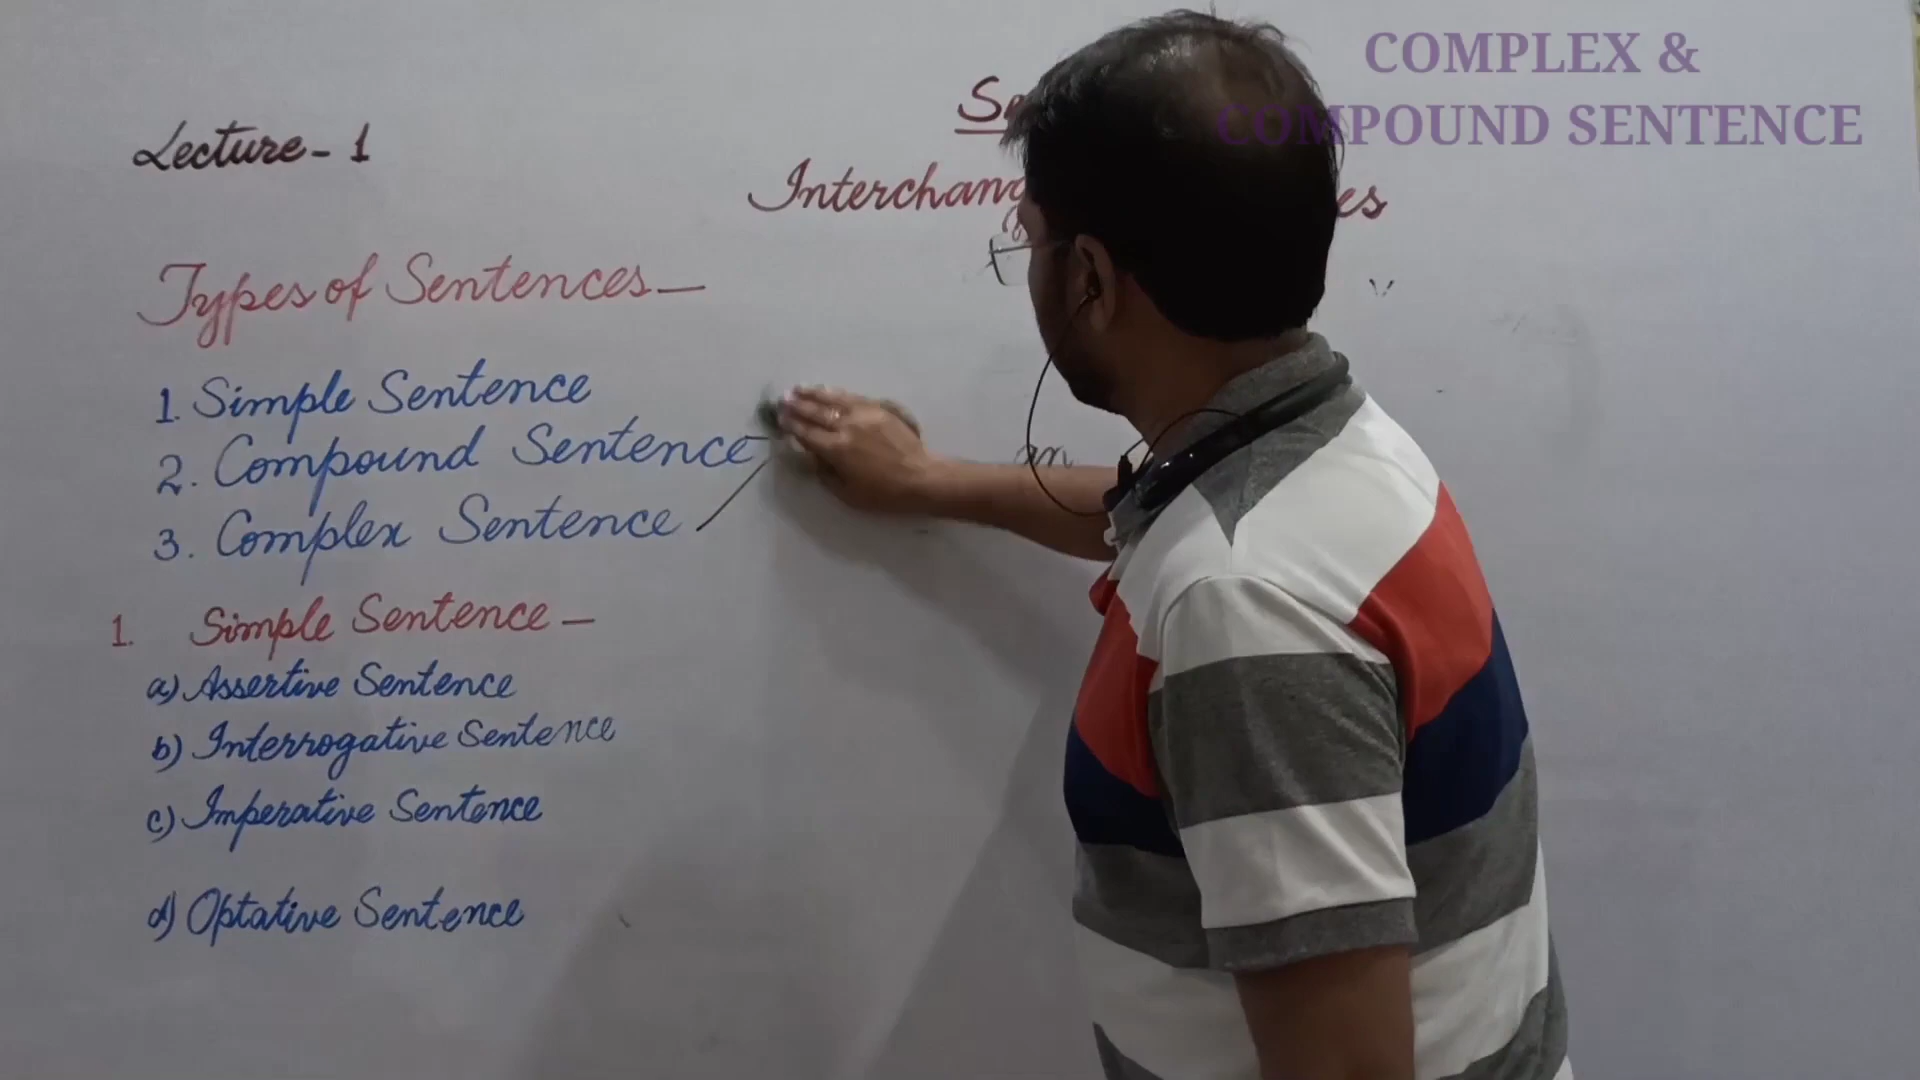 COMPLEX &
COMPOUND SENTENCE
Lecture - 1
Types of Sentences –
1. Simple Sentence
2. Compound Sentence
3. Complex Sentence
1. Simple Sentence –
a) Assertive Sentence
b) Interrogative Sentence
c) Imperative Sentence
d) Optative Sentence